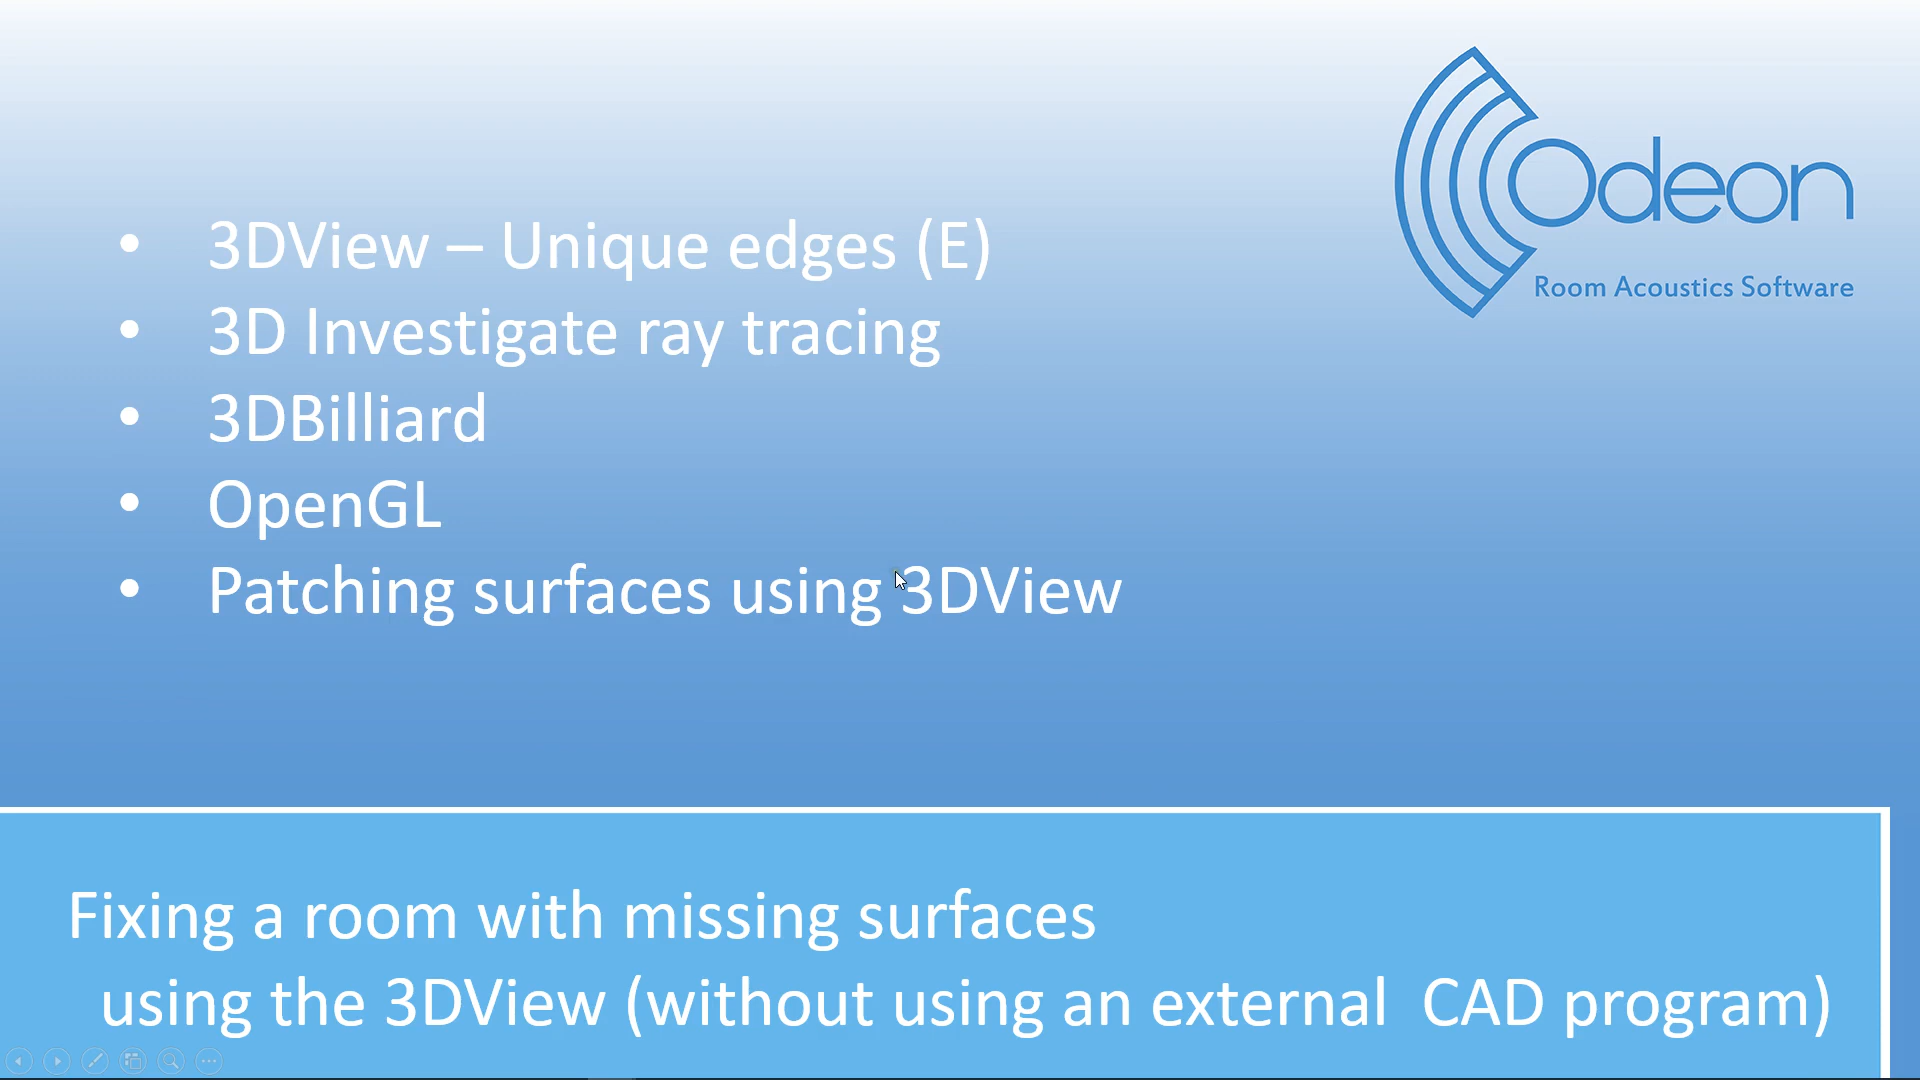 Odeon
Room Acoustics Software
• 3DView – Unique edges (E)
• 3D Investigate ray tracing
• 3DBilliard
• OpenGL
• Patching surfaces using 3DView
Fixing a room with missing surfaces
using the 3DView (without using an external CAD program)